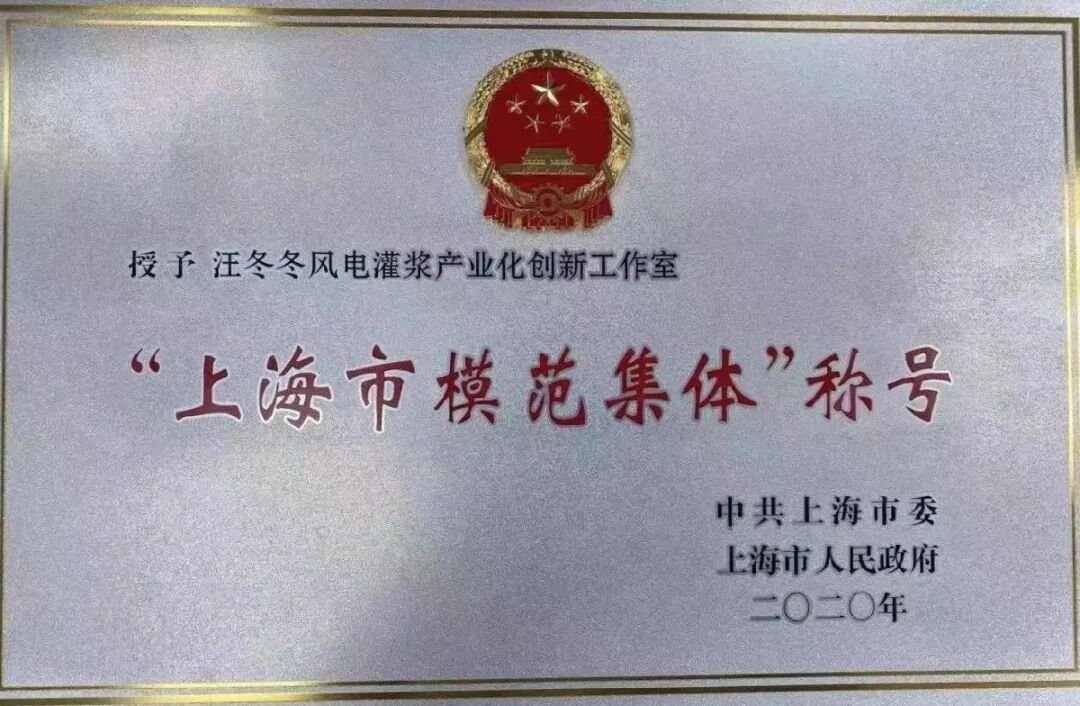 授予 汪冬冬风电灌浆产业化创新工作室
“上海市模范集体”称号
中共上海市委
上海市人民政府
二〇二〇年